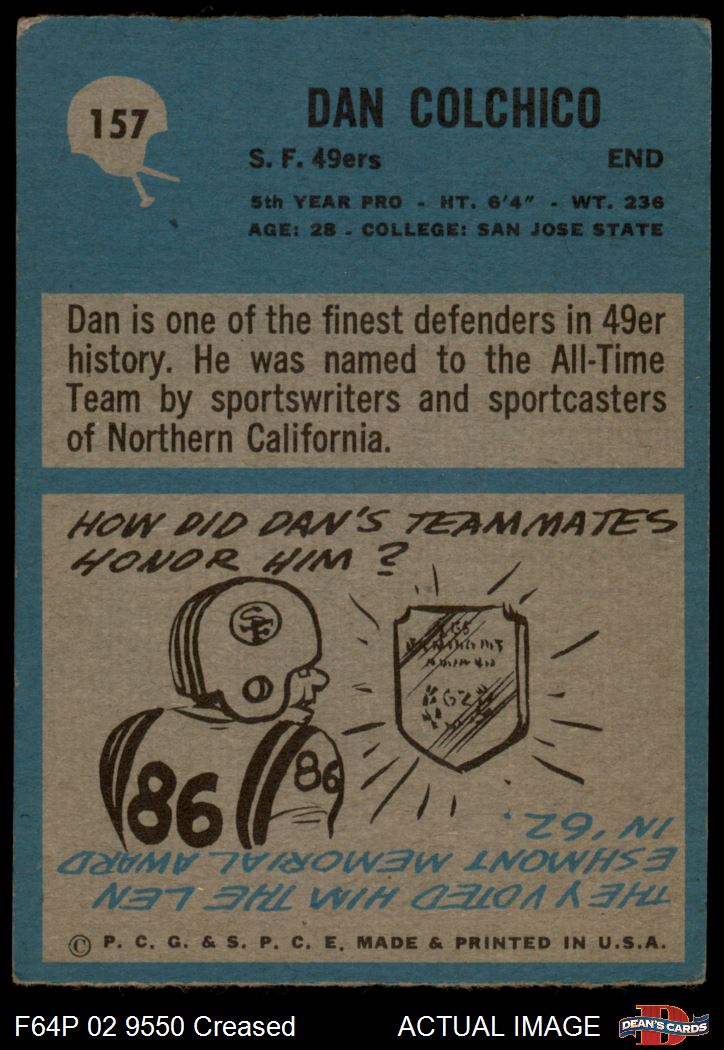 157
DAN COLCHICO
S. F. 49ers END
5th YEAR PRO - HT. 6'4" - WT. 236
AGE: 28 - COLLEGE: SAN JOSE STATE
Dan is one of the finest defenders in 49er
history. He was named to the All-Time
Team by sportswriters and sportcasters
of Northern California.
HOW DID DAN'S TEAMMATES
HONOR HIM?
SF
86
86
THEY VOTED HIM THE LEN
ESHMONT MEMORIAL AWARD
IN '62.
© P. C. G. & S. P. C. E. MADE & PRINTED IN U.S.A.
F64P 02 9550 Creased ACTUAL IMAGE
D
DEAN'S CARDS